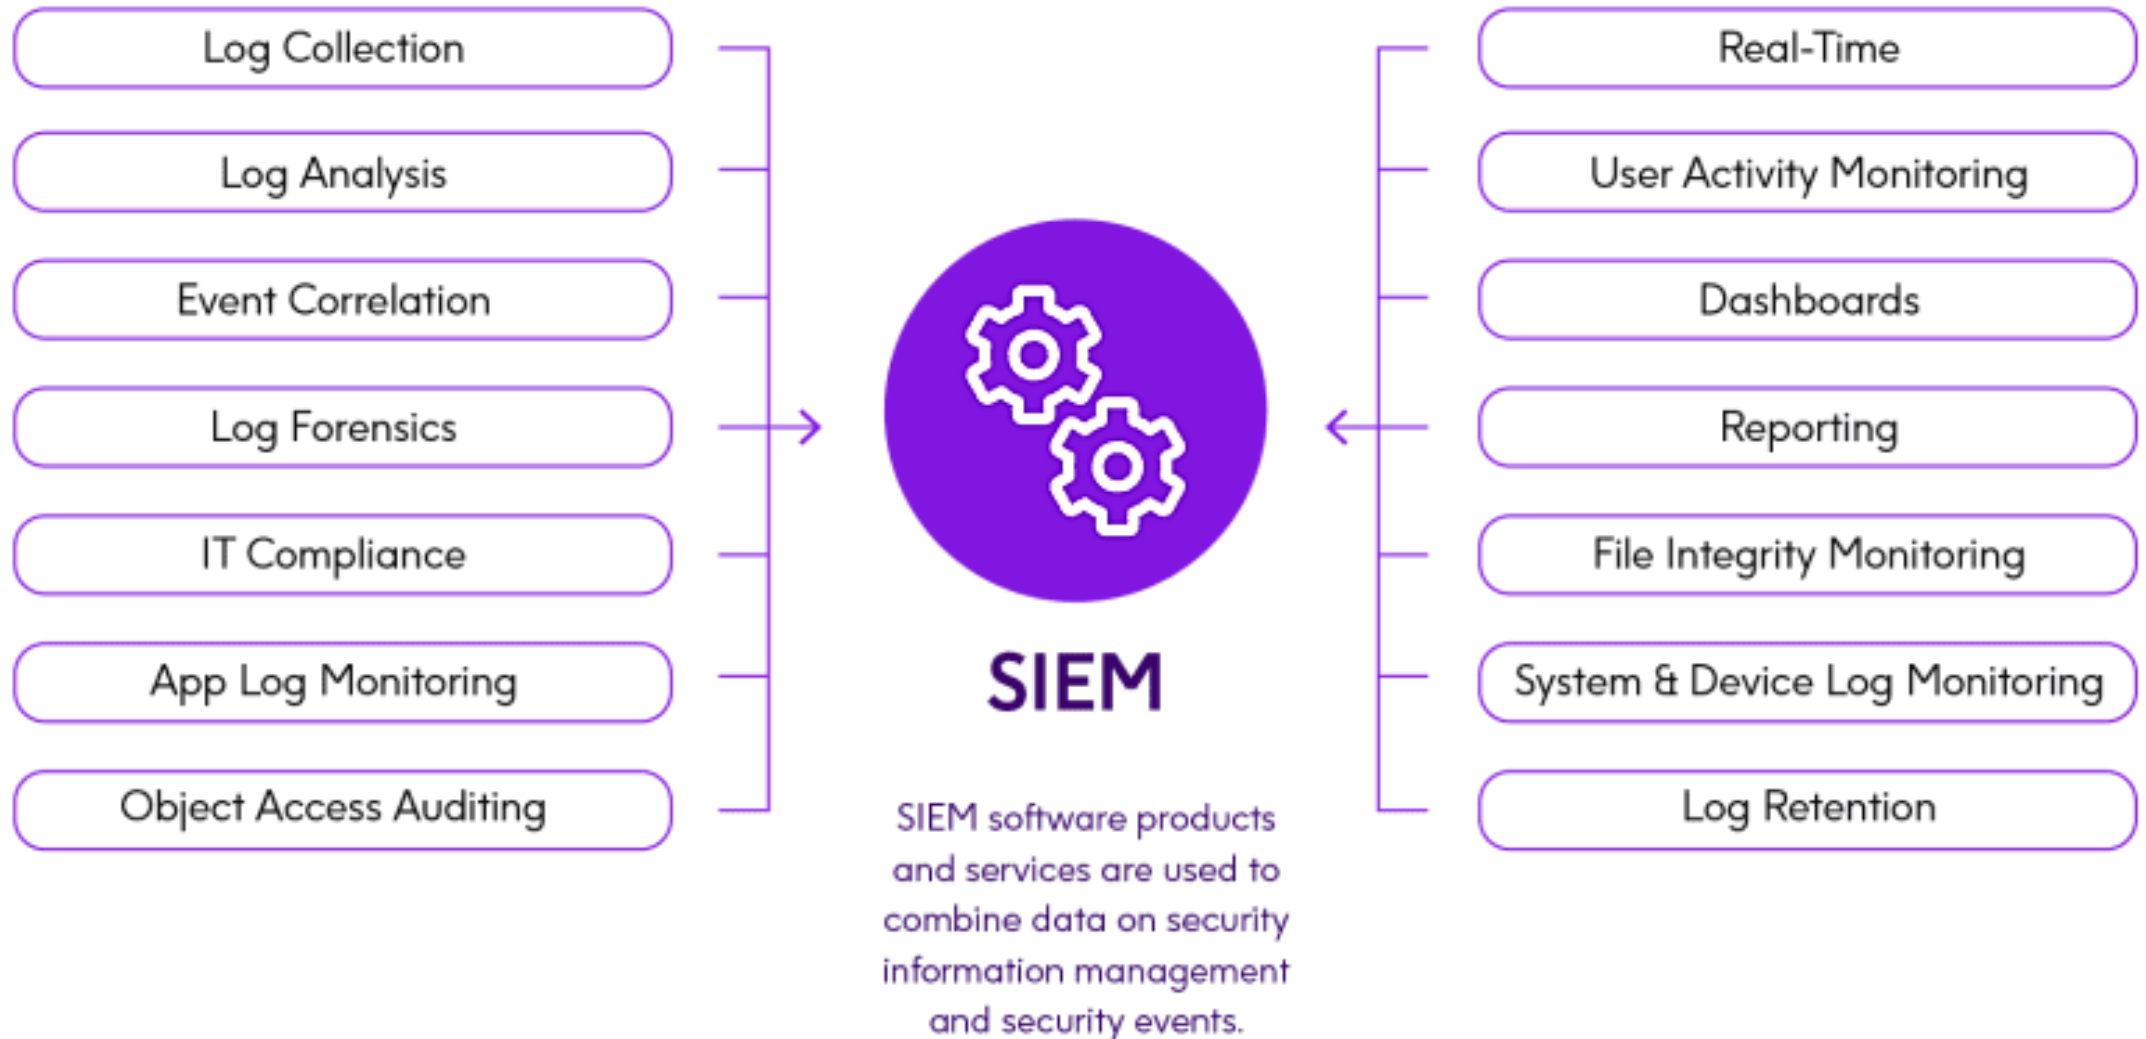 Log Collection
Log Analysis
Event Correlation
Log Forensics
IT Compliance
App Log Monitoring
Object Access Auditing
SIEM
SIEM software products
and services are used to
combine data on security
information management
and security events.
Real-Time
User Activity Monitoring
Dashboards
Reporting
File Integrity Monitoring
System & Device Log Monitoring
Log Retention